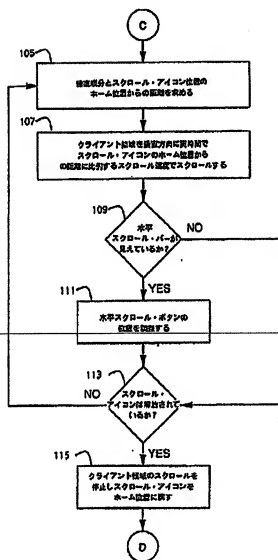 C
105
垂直成分とスクロール・アイコン位置の
ホーム位置からの距離を求める
107
クライアント領域を垂直方向に同時間で
スクロール・アイコンのホーム位置から
の距離に比例するスクロール速度でスクロールする
109
水平
スクロール・バーが
見えているか?
NO
YES
111
水平スクロール・ボタンの
位置を調整する
113
スクロール・
アイコンは解放されて
いるか?
NO
YES
115
クライアント領域のスクロールを
停止しスクロール・アイコンを
ホーム位置に戻す
D